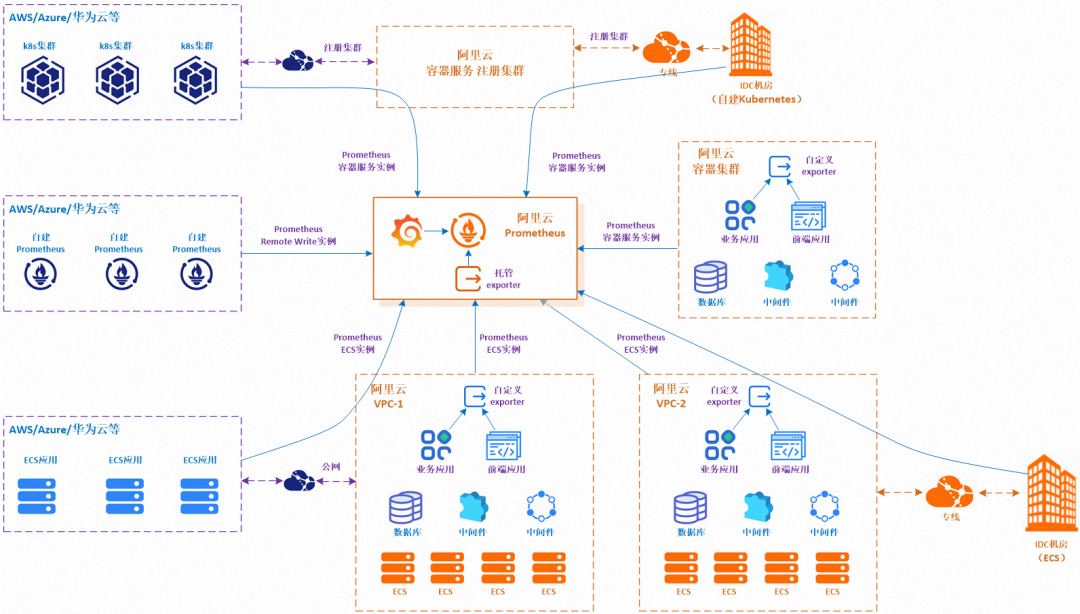 AWS/Azure/华为云等
k8s集群
k8s集群
k8s集群
注册集群
阿里云
容器服务 注册集群
注册集群
专线
IDC机房
（自建Kubernetes）
Prometheus
容器服务实例
Prometheus
容器服务实例
阿里云
容器集群
自定义
exporter
业务应用
前端应用
数据库
中间件
中间件
AWS/Azure/华为云等
自建
Prometheus
自建
Prometheus
自建
Prometheus
Prometheus
Remote Write实例
阿里云
Prometheus
托管
exporter
Prometheus
容器服务实例
Prometheus
ECS实例
Prometheus
ECS实例
Prometheus
ECS实例
AWS/Azure/华为云等
ECS应用
ECS应用
ECS应用
公网
阿里云
VPC-1
自定义
exporter
业务应用
前端应用
数据库
中间件
中间件
ECS
ECS
ECS
ECS
阿里云
VPC-2
自定义
exporter
业务应用
前端应用
数据库
中间件
中间件
ECS
ECS
ECS
ECS
专线
IDC机房
（ECS）